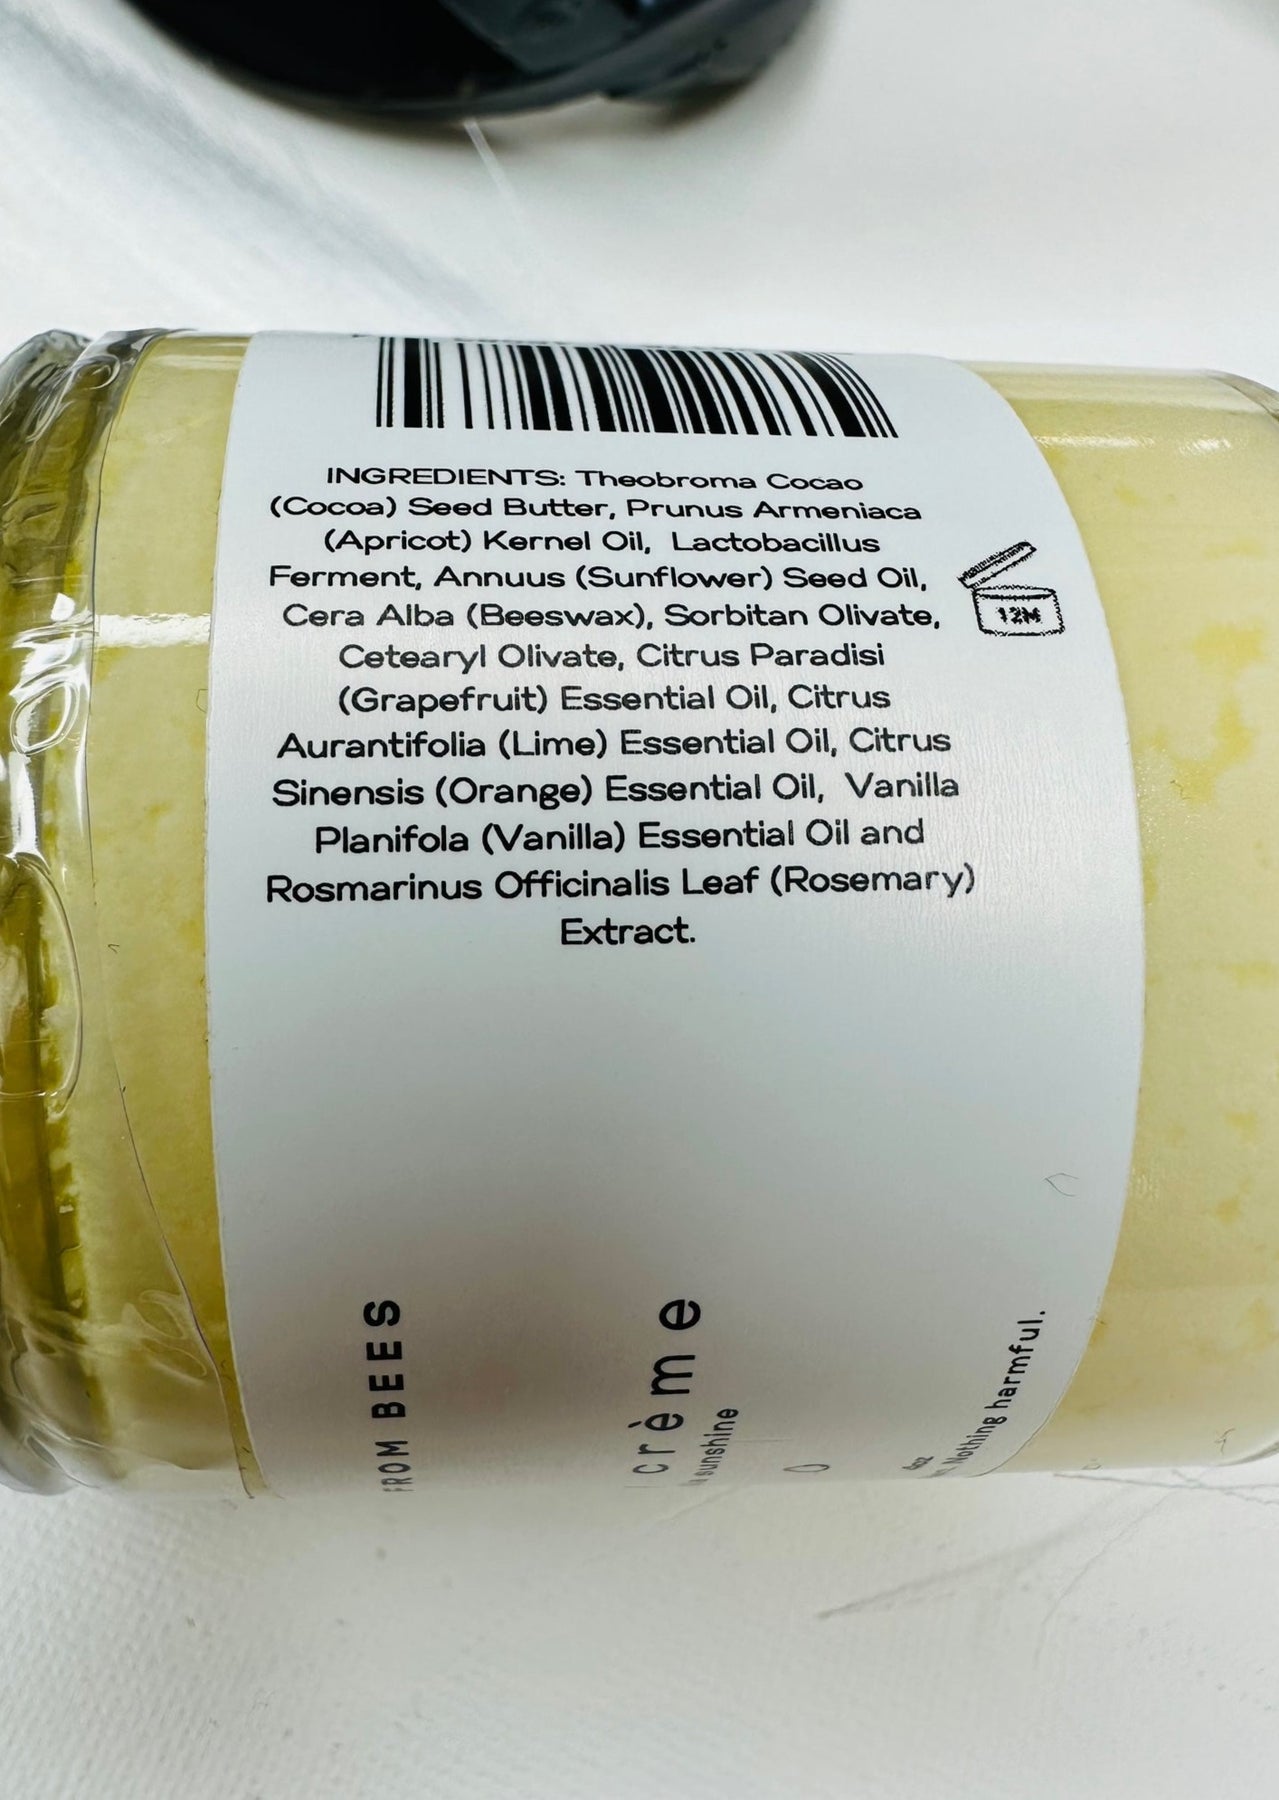 INGREDIENTS: Theobroma Cocao
(Cocoa) Seed Butter, Prunus Armeniaca
(Apricot) Kernel Oil, Lactobacillus
Ferment, Annuus (Sunflower) Seed Oil,
Cera Alba (Beeswax), Sorbitan Olivate,
Cetearyl Olivate, Citrus Paradisi
(Grapefruit) Essential Oil, Citrus
Aurantifolia (Lime) Essential Oil, Citrus
Sinensis (Orange) Essential Oil, Vanilla
Planifola (Vanilla) Essential Oil and
Rosmarinus Officinalis Leaf (Rosemary)
Extract.
12M
FROM BEES
crème
sunshine
Nothing harmful.